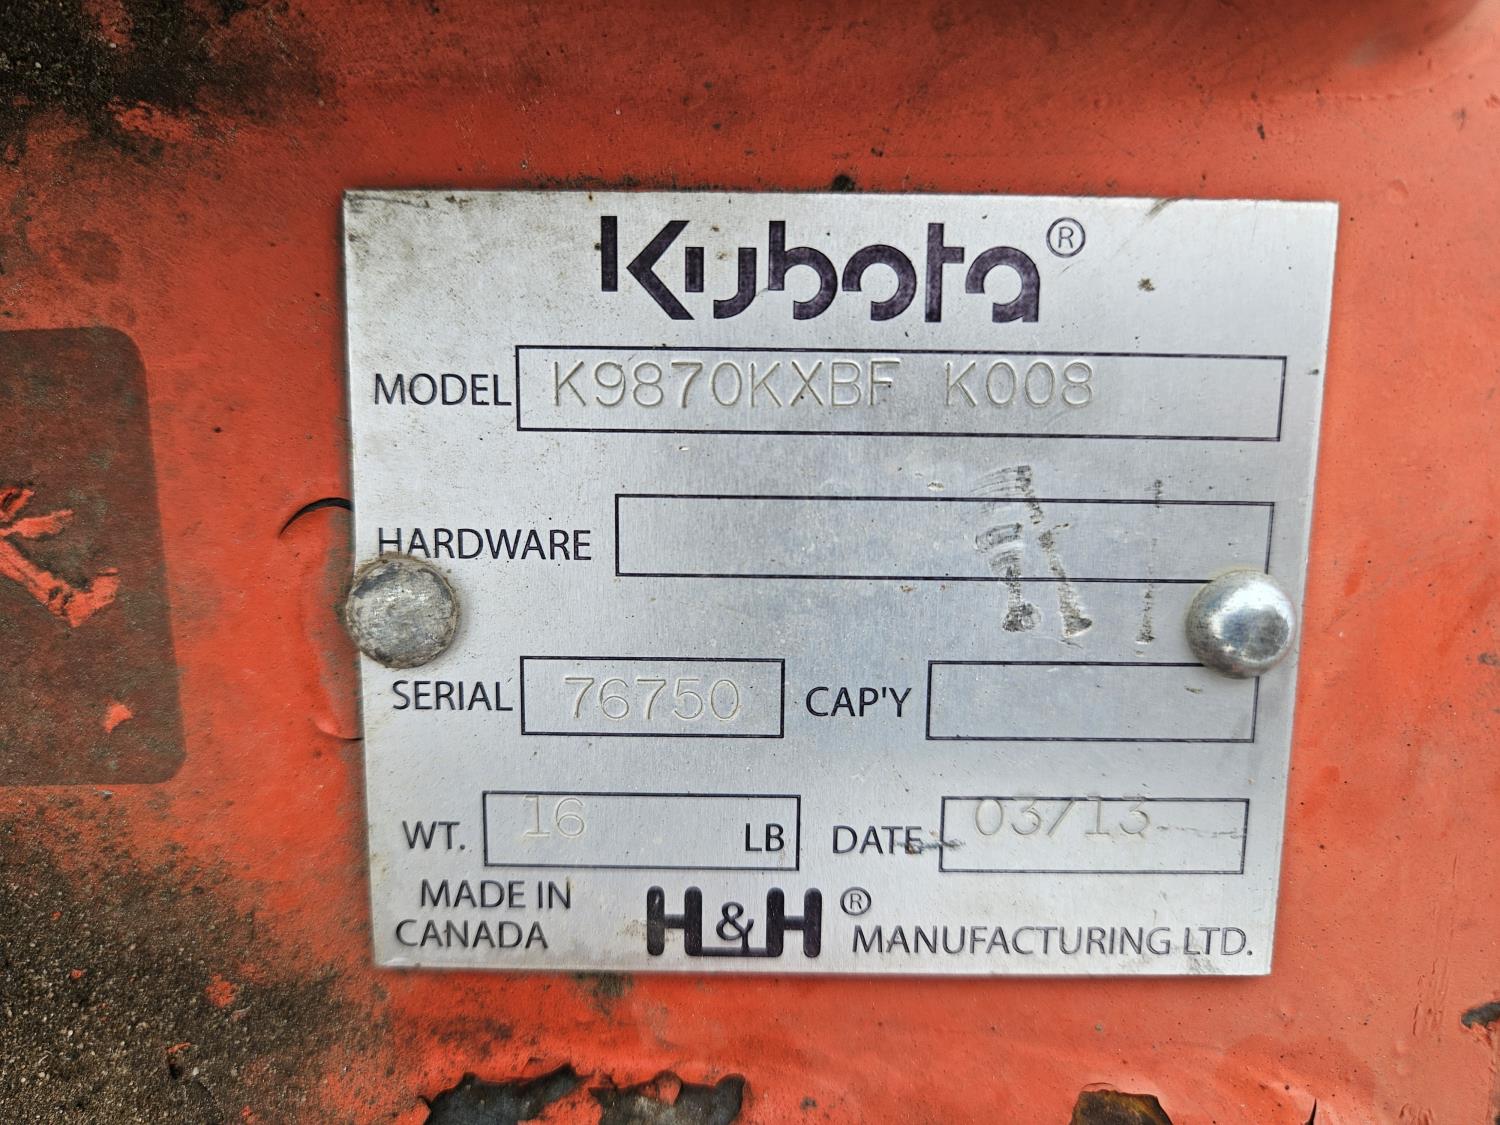 Kubota®
MODEL K9870KXBF K008
HARDWARE
SERIAL 76750 CAP'Y
WT. 16 LB DATE 03/13
MADE IN CANADA H&H® MANUFACTURING LTD.